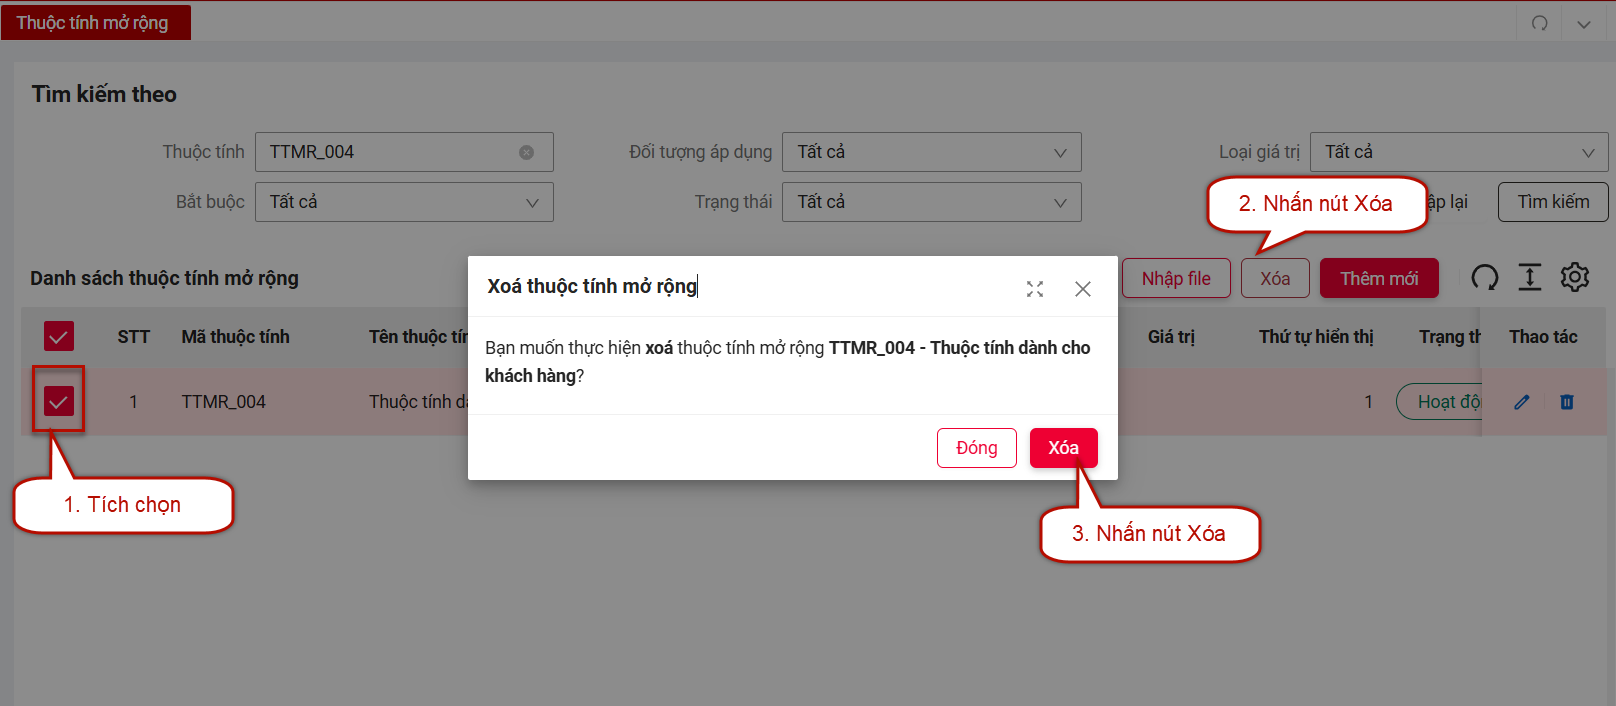 Thuộc tính mở rộng
Tìm kiếm theo
Thuộc tính TTMR_004 Đối tượng áp dụng Tất cả Loại giá trị Tất cả
Bắt buộc Tất cả Trạng thái Tất cả lại Tìm kiếm
2. Nhấn nút Xóa
Danh sách thuộc tính mở rộng Nhập file Xóa Thêm mới
STT Mã thuộc tính Tên thuộc Giá trị Thứ tự hiển thị Trạng Thao tác
1 TTMR_004 Thuộc tính 1 Hoạt
Xoá thuộc tính mở rộng
Bạn muốn thực hiện xoá thuộc tính mở rộng TTMR_004 - Thuộc tính dành cho
khách hàng?
Đóng Xóa
1. Tích chọn
3. Nhấn nút Xóa